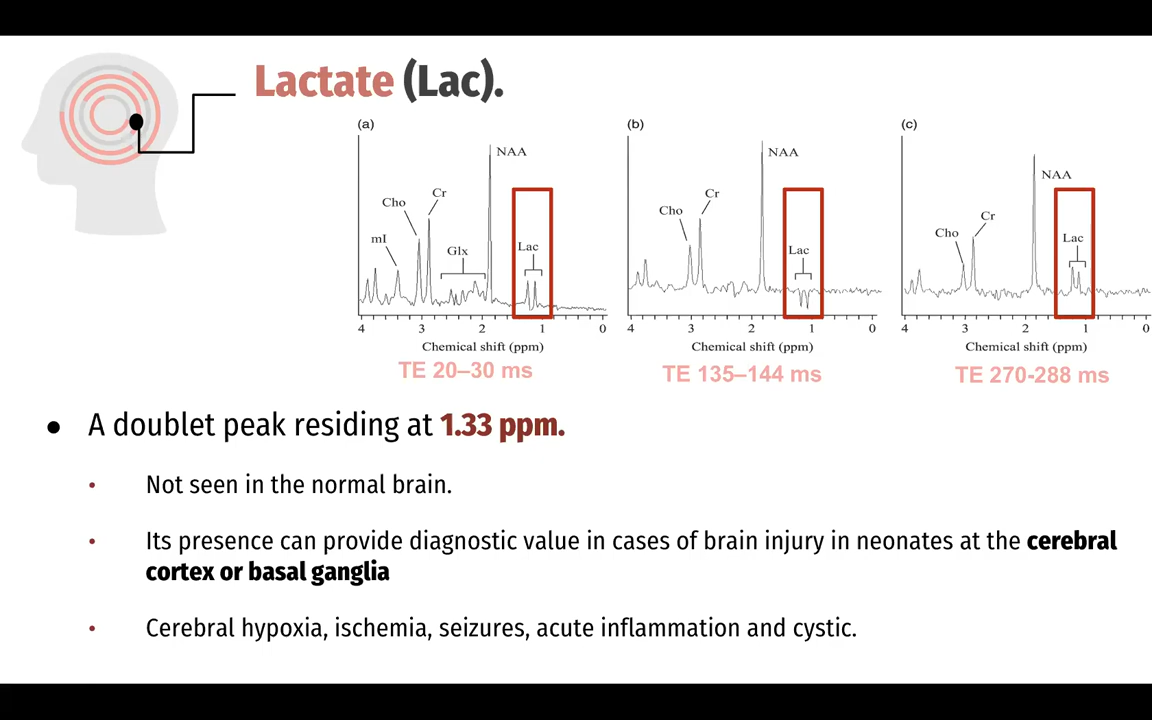 Lactate (Lac).
(a)
NAA
Cho
Cr
mI
Glx
Lac
4 3 2 1 0
Chemical shift (ppm)
TE 20–30 ms
(b)
NAA
Cho
Cr
Lac
4 3 2 1 0
Chemical shift (ppm)
TE 135–144 ms
(c)
NAA
Cho
Cr
Lac
4 3 2 1 0
Chemical shift (ppm)
TE 270-288 ms
● A doublet peak residing at 1.33 ppm.
• Not seen in the normal brain.
• Its presence can provide diagnostic value in cases of brain injury in neonates at the cerebral
cortex or basal ganglia
• Cerebral hypoxia, ischemia, seizures, acute inflammation and cystic.